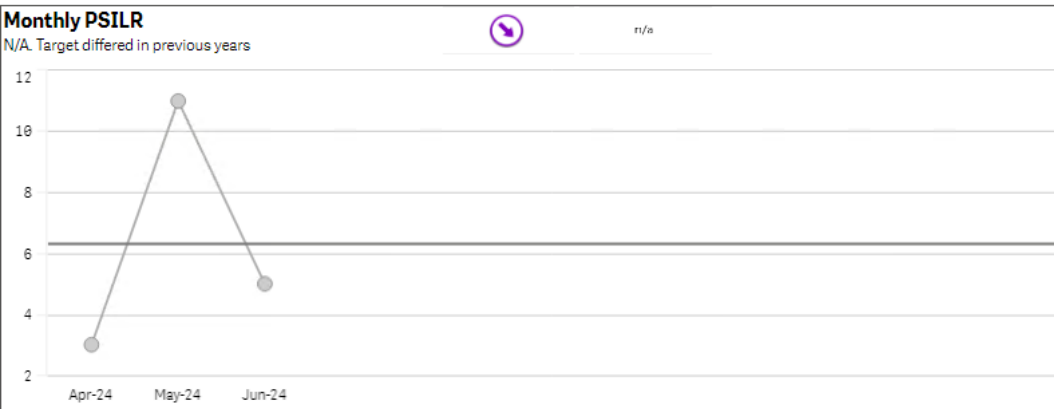 Monthly PSILR
N/A. Target differed in previous years
n/a
12
10
8
6
4
2
Apr-24 May-24 Jun-24